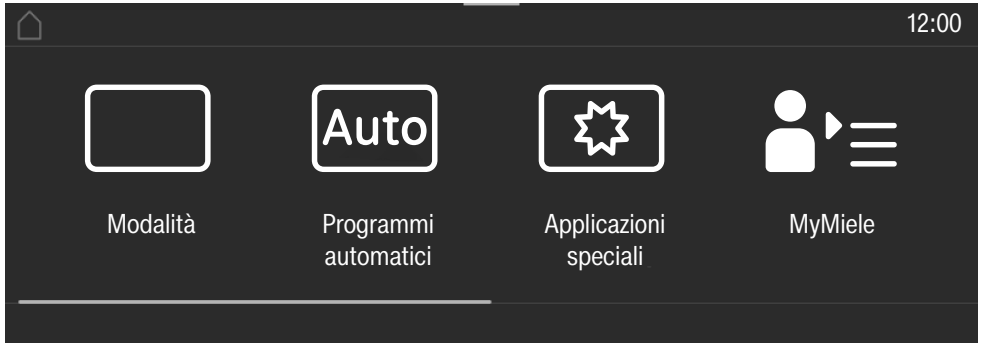 12:00
Auto
Modalità
Programmi
automatici
Applicazioni
speciali
MyMiele